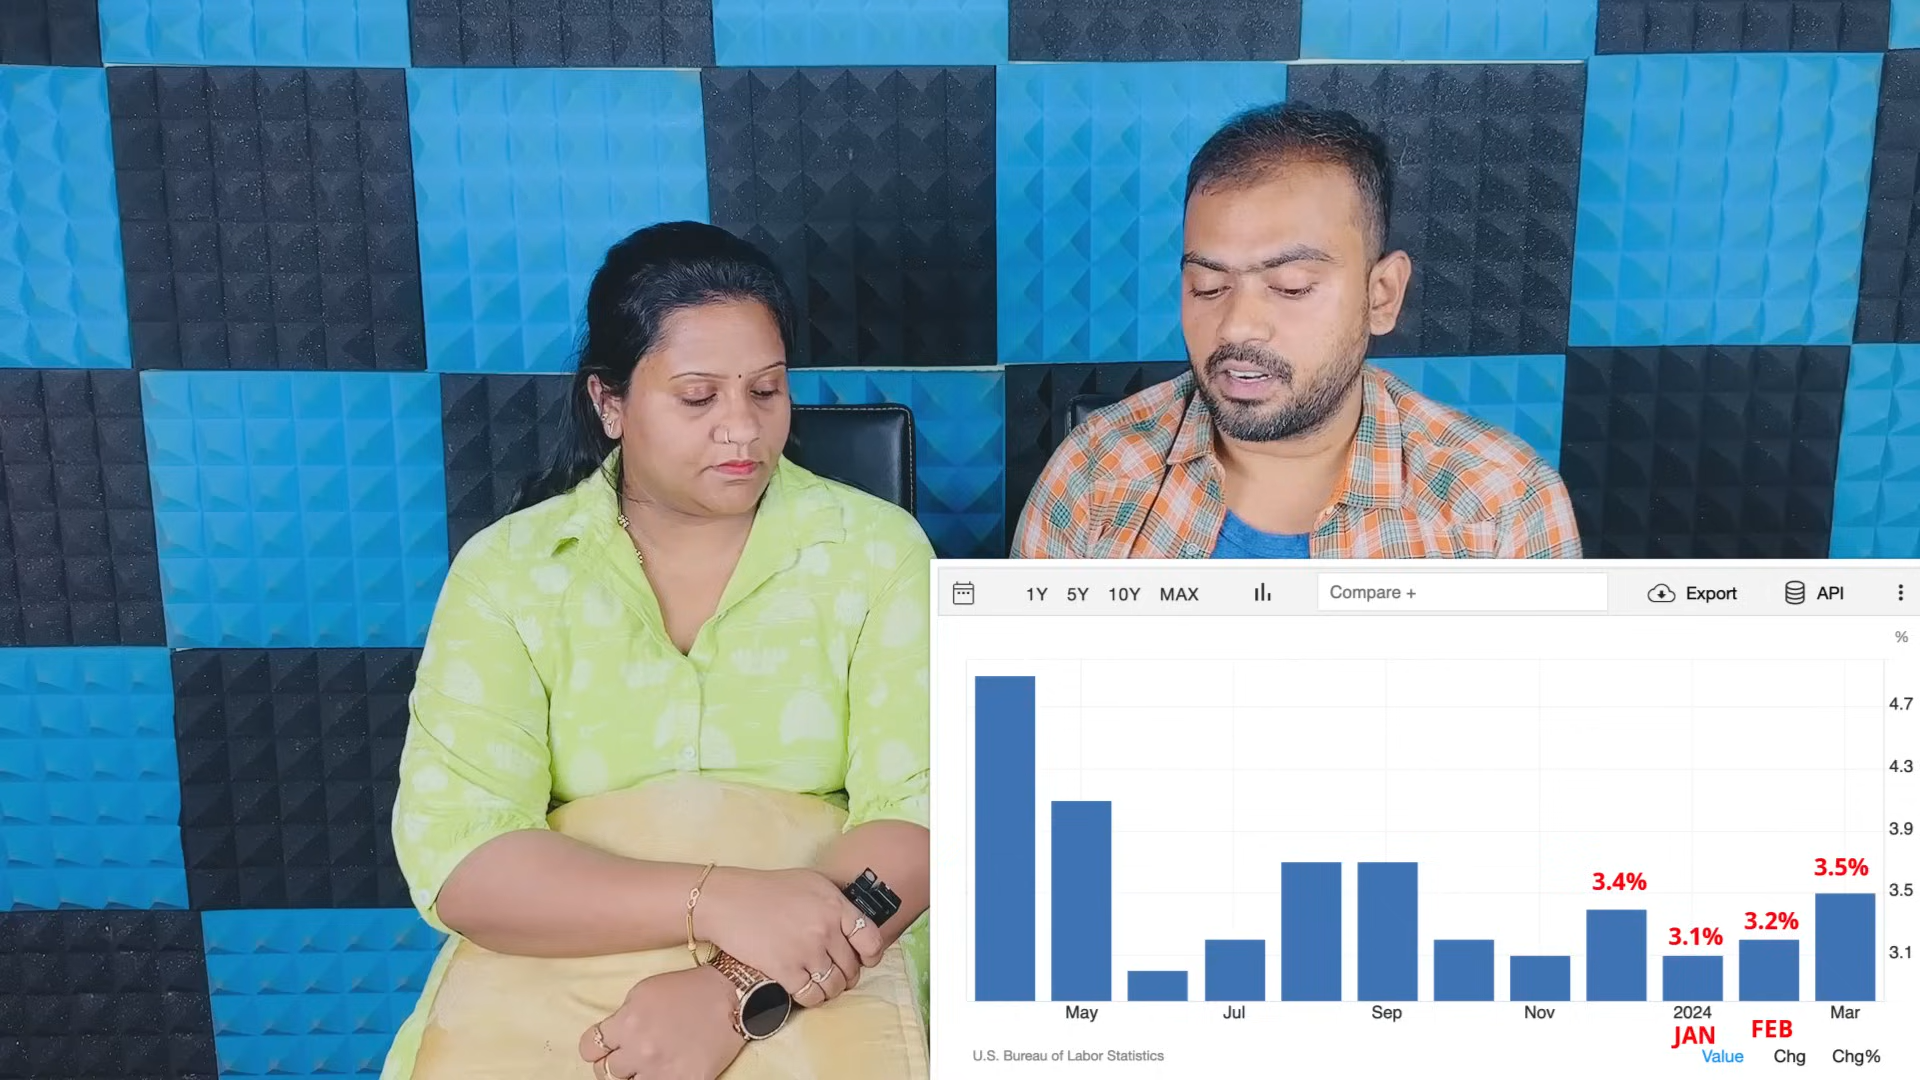 1Y 5Y 10Y MAX Compare + Export API
%
4.7
4.3
3.9
3.5%
3.4%
3.5
3.2%
3.1%
3.1
May Jul Sep Nov 2024 Mar
JAN FEB
U.S. Bureau of Labor Statistics Value Chg Chg%